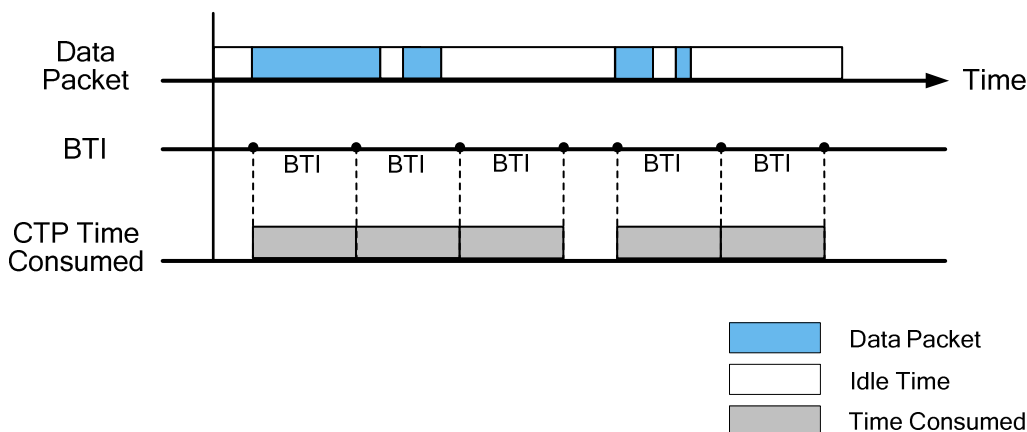 Data
Packet
Time
BTI
BTI
BTI
BTI
BTI
BTI
CTP Time
Consumed
Data Packet
Idle Time
Time Consumed